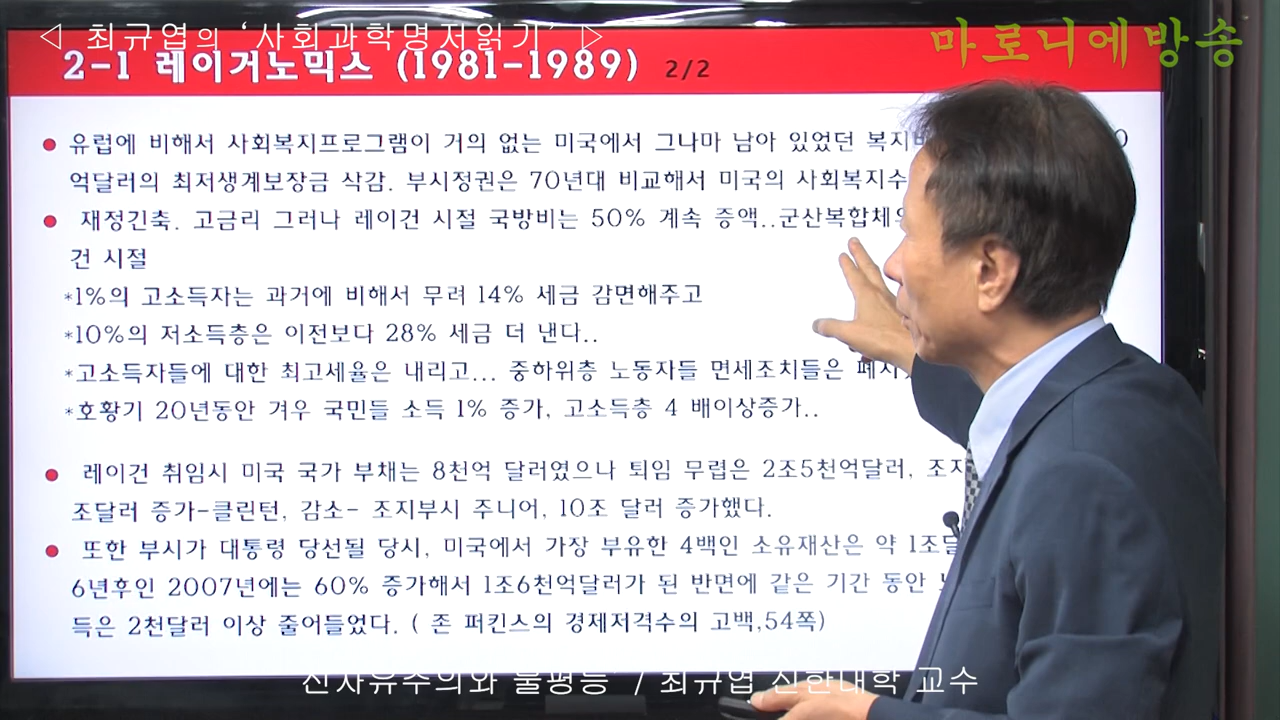 ◁ 최규엽의 ‘사회과학명저읽기’ ▷
마로니에방송
2-1 레이거노믹스 (1981-1989) 2/2
● 유럽에 비해서 사회복지프로그램이 거의 없는 미국에서 그나마 남아 있었던
억달러의 최저생계보장금 삭감. 부시정권은 70년대 비교해서 미국의
● 재정긴축. 고금리 그러나 레이건 시절 국방비는 50% 계속 증액..군산복합체
건 시절
*1%의 고소득자는 과거에 비해서 무려 14% 세금 감면해주고
*10%의 저소득층은 이전보다 28% 세금 더 낸다..
*고소득자들에 대한 최고세율은 내리고... 중하위층 노동자들 면세조치들은
*호황기 20년동안 겨우 국민들 소득 1% 증가, 고소득층 4 배이상증가..
● 레이건 취임시 미국 국가 부채는 8천억 달러였으나 퇴임 무렵은 2조5천억달러,
조달러 증가-클린턴, 감소- 조지부시 주니어, 10조 달러 증가했다.
● 또한 부시가 대통령 당선될 당시, 미국에서 가장 부유한 4백인 소유재산은 약
6년후인 2007년에는 60% 증가해서 1조6천억달러가 된 반면에 같은 기간 동안
득은 2천달러 이상 줄어들었다. ( 존 퍼킨스의 경제저격수의 고백,54쪽)
신자유주의와 불평등 / 최규엽 신한대학 교수